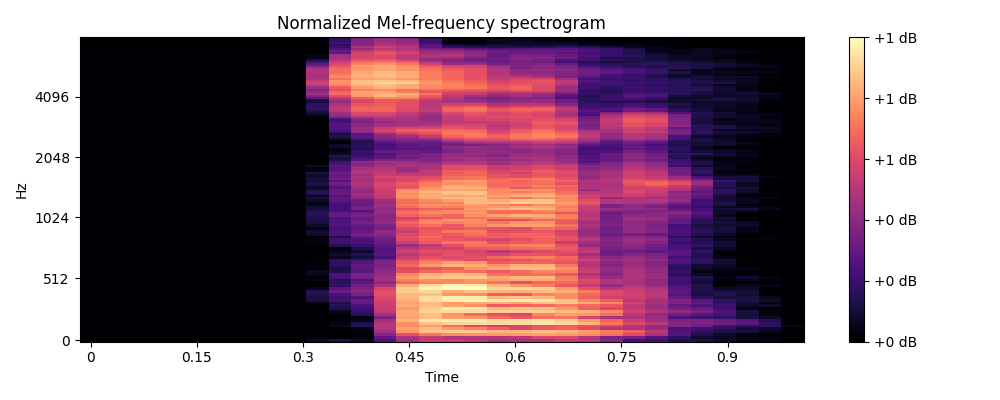 Normalized Mel-frequency spectrogram
Hz
4096
2048
1024
512
0
0 0.15 0.3 0.45 0.6 0.75 0.9
Time
+1 dB
+1 dB
+1 dB
+0 dB
+0 dB
+0 dB